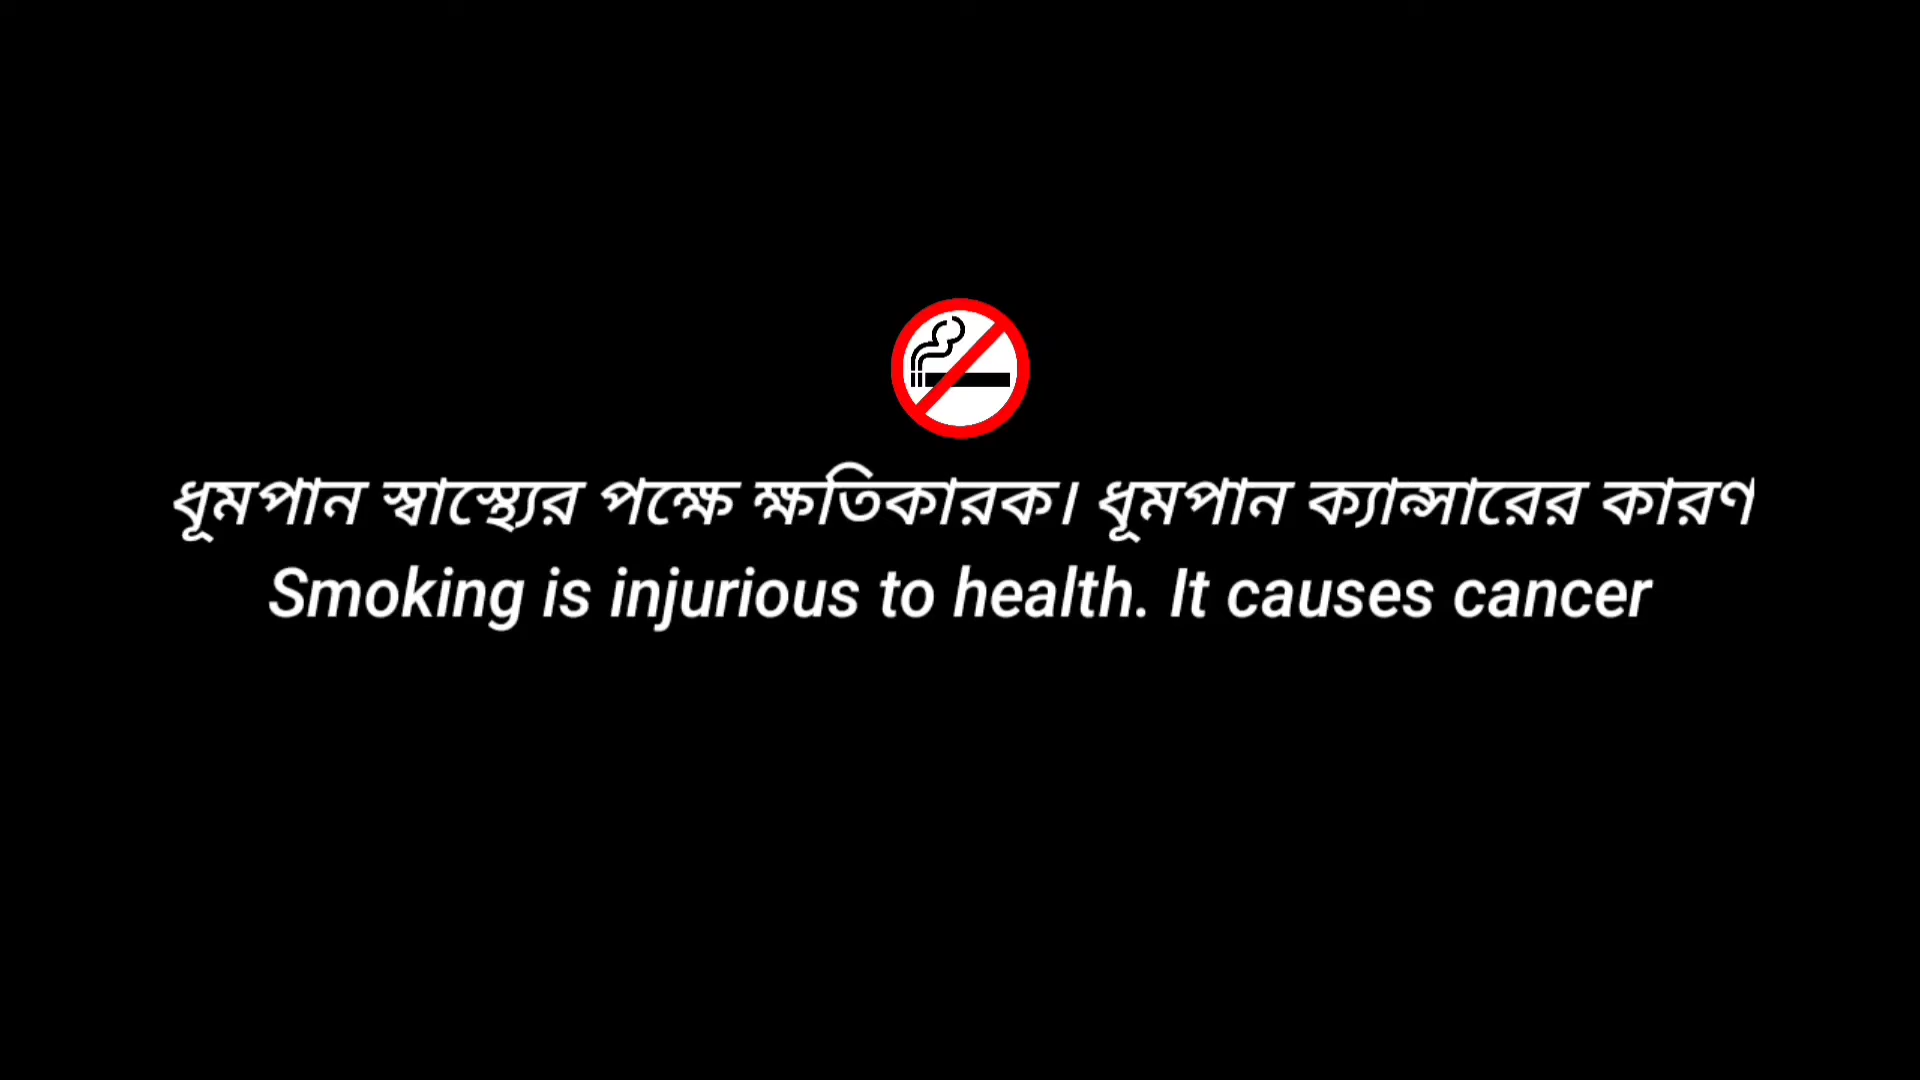 ধূমপান স্বাস্থ্যের পক্ষে ক্ষতিকারক। ধূমপান ক্যান্সারের কারণ
Smoking is injurious to health. It causes cancer